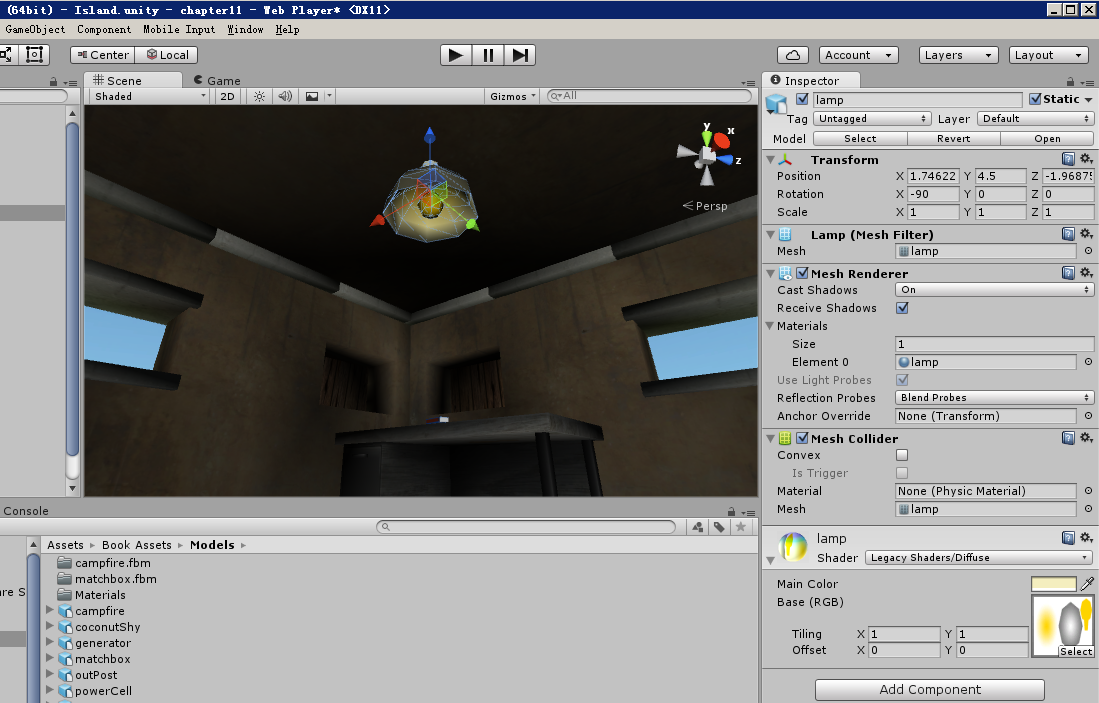 (64bit) - Island.unity - chapter11 - Web Player* <DX11>
GameObject Component Mobile Input Window Help
Center Local Account Layers Layout
Scene Game Inspector
Shaded 2D Gizmos All
lamp Static
Tag Untagged Layer Default
Model Select Revert Open
Transform
Position X 1.74622 Y 4.5 Z -1.9687
Rotation X -90 Y 0 Z 0
Scale X 1 Y 1 Z 1
y x z
< Persp
Lamp (Mesh Filter)
Mesh lamp
Mesh Renderer
Cast Shadows On
Receive Shadows
Materials
Size 1
Element 0 lamp
Use Light Probes
Reflection Probes Blend Probes
Anchor Override None (Transform)
Mesh Collider
Convex
Is Trigger
Material None (Physic Material)
Mesh lamp
lamp
Shader Legacy Shaders/Diffuse
Main Color
Base (RGB)
Tiling X 1 Y 1
Offset X 0 Y 0
Select
Add Component
Console
Assets Book Assets Models
campfire.fbm
matchbox.fbm
Materials
campfire
coconutShy
generator
matchbox
outPost
powerCell
are S